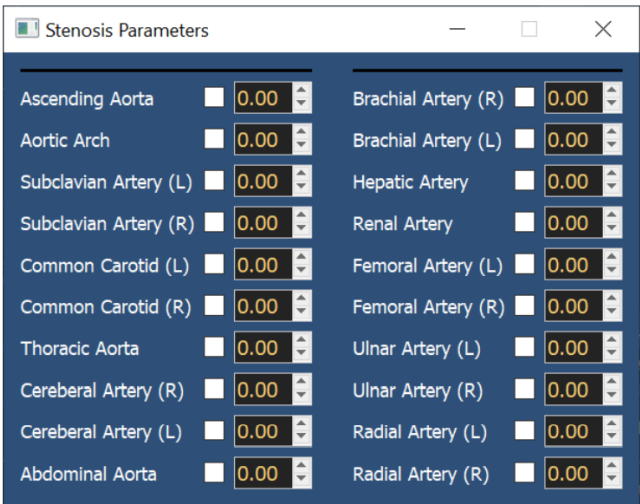 Stenosis Parameters
Ascending Aorta 0.00
Aortic Arch 0.00
Subclavian Artery (L) 0.00
Subclavian Artery (R) 0.00
Common Carotid (L) 0.00
Common Carotid (R) 0.00
Thoracic Aorta 0.00
Cereberal Artery (R) 0.00
Cereberal Artery (L) 0.00
Abdominal Aorta 0.00
Brachial Artery (R) 0.00
Brachial Artery (L) 0.00
Hepatic Artery 0.00
Renal Artery 0.00
Femoral Artery (L) 0.00
Femoral Artery (R) 0.00
Ulnar Artery (L) 0.00
Ulnar Artery (R) 0.00
Radial Artery (L) 0.00
Radial Artery (R) 0.00